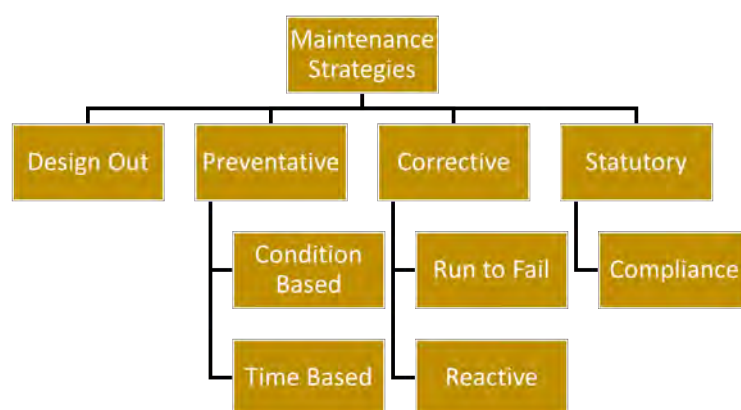 Maintenance
Strategies
Design Out
Preventative
Corrective
Statutory
Condition
Based
Run to Fail
Compliance
Time Based
Reactive